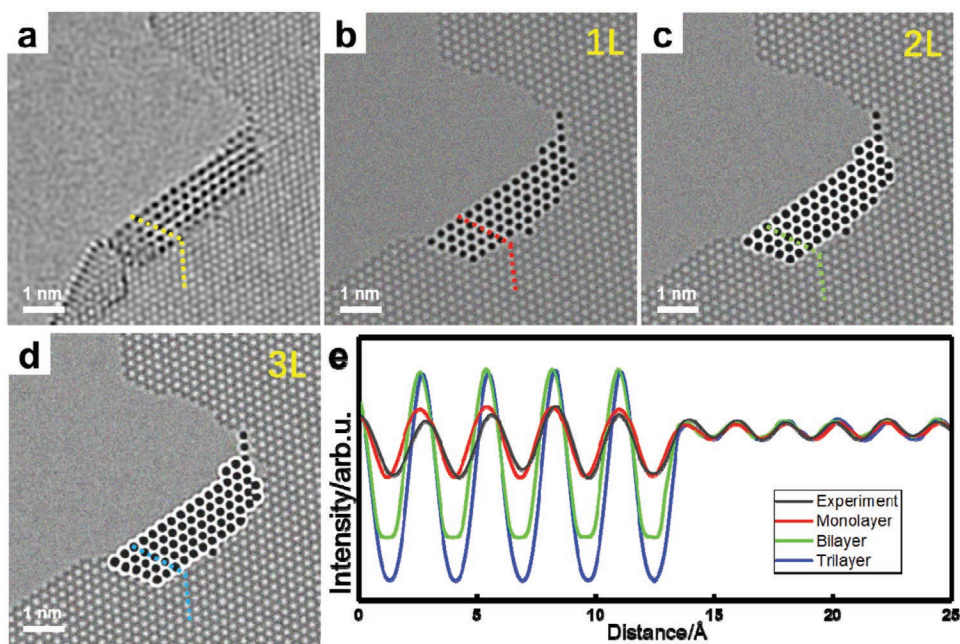 a
1 nm
b
1L
1 nm
c
2L
1 nm
d
3L
1 nm
e
Intensity/arb.u.
Experiment
Monolayer
Bilayer
Trilayer
0 5 10 15 20 25
Distance/Å